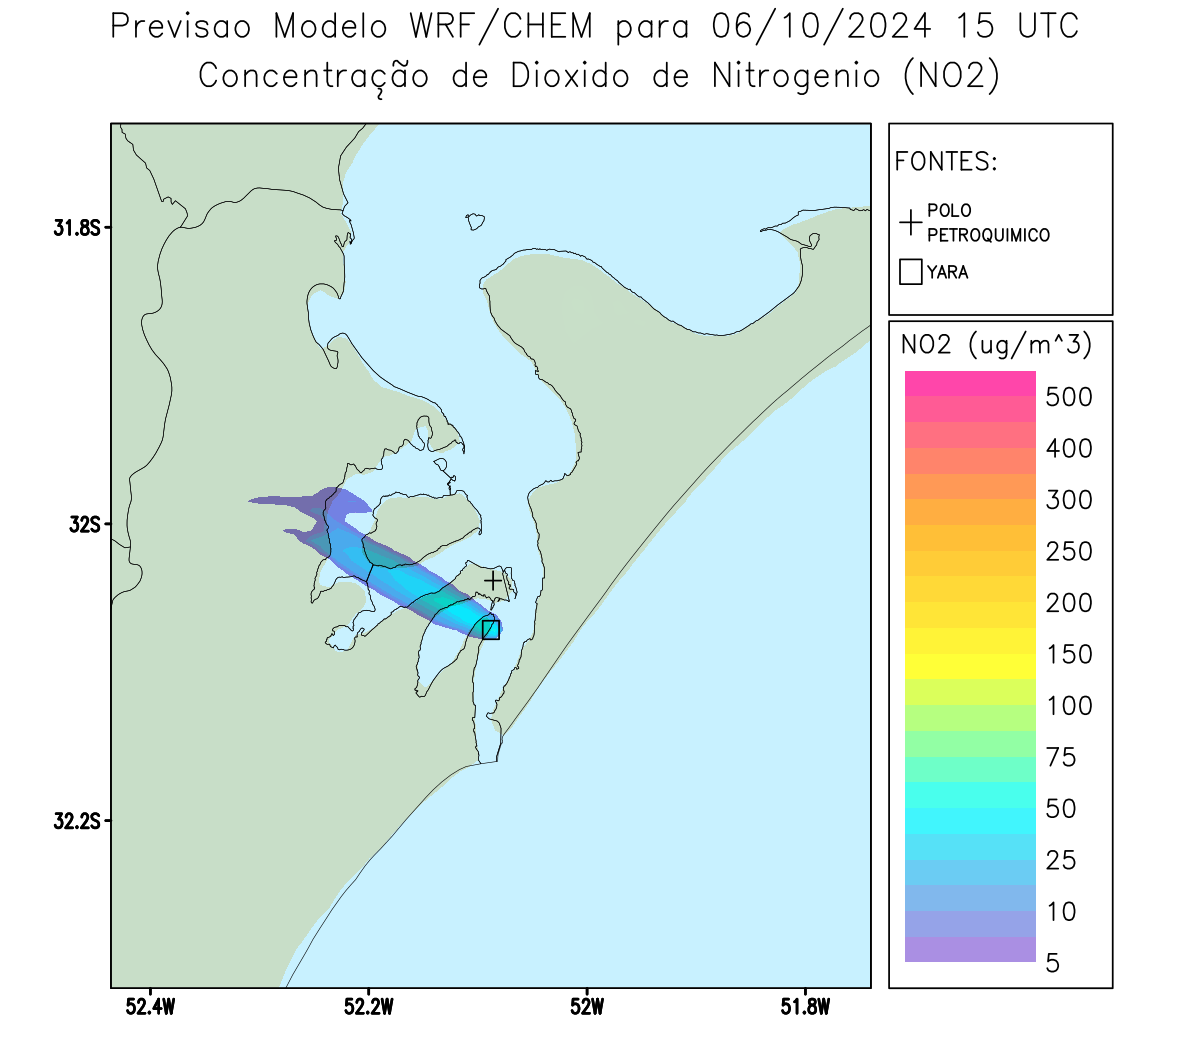 Previsao Modelo WRF/CHEM para 06/10/2024 15 UTC
Concentração de Dioxido de Nitrogenio (NO2)
FONTES:
POLO
PETROQUIMICO
YARA
NO2 (ug/m^3)
500
400
300
250
200
150
100
75
50
25
10
5
31.8S
32S
32.2S
52.4W
52.2W
52W
51.8W